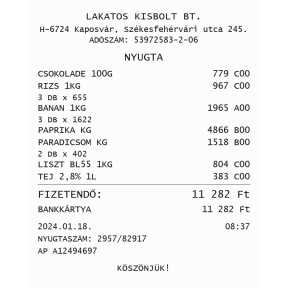 LAKATOS KISBOLT BT.
H-6724 Kaposvár, Székesfehérvári utca 245.
ADÓSZÁM: 53972583-2-06
NYUGTA
CSOKOLADE 100G 779 C00
RIZS 1KG 967 C00
3 DB x 655
BANAN 1KG 1965 A00
3 DB x 1622
PAPRIKA KG 4866 B00
PARADICSOM KG 1518 B00
2 DB x 402
LISZT BL55 1KG 804 C00
TEJ 2,8% 1L 383 C00
FIZETENDŐ: 11 282 Ft
BANKKÁRTYA 11 282 Ft
2024.01.18 08:37
NYUGTASZÁM: 2957/82917
AP A12494697
KÖSZÖNJÜK!